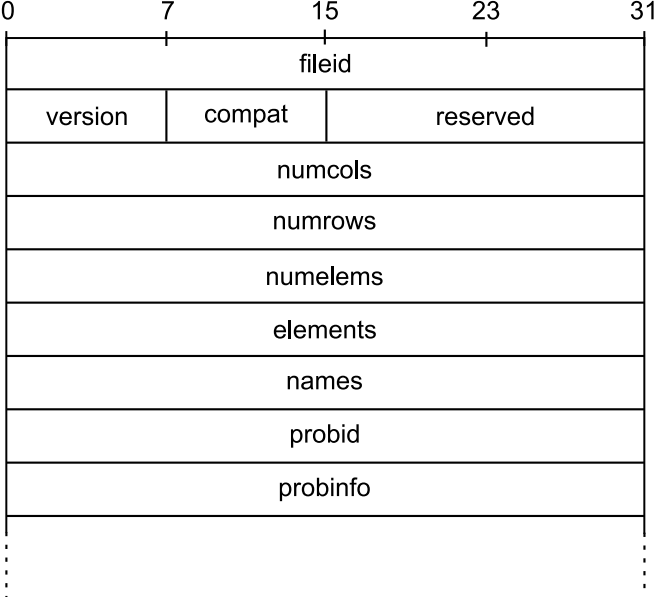 0 7 15 23 31
fileid
version compat reserved
numcols
numrows
numelems
elements
names
probid
probinfo